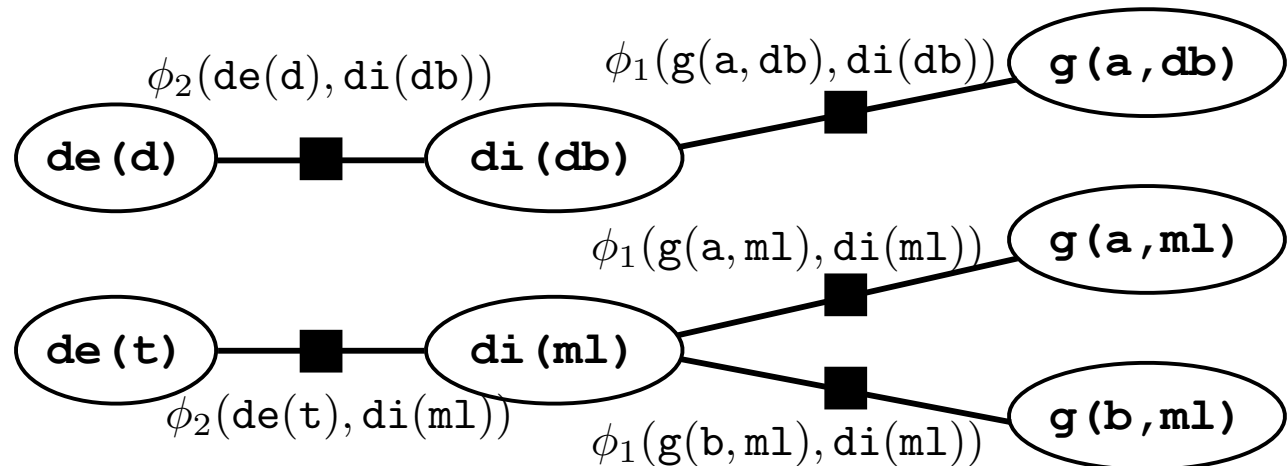 ϕ₂(de(d), di(db))
ϕ₁(g(a, db), di(db))
g(a,db)
de(d)
di(db)
ϕ₁(g(a, ml), di(ml))
g(a,ml)
de(t)
di(ml)
ϕ₂(de(t), di(ml))
ϕ₁(g(b, ml), di(ml))
g(b,ml)